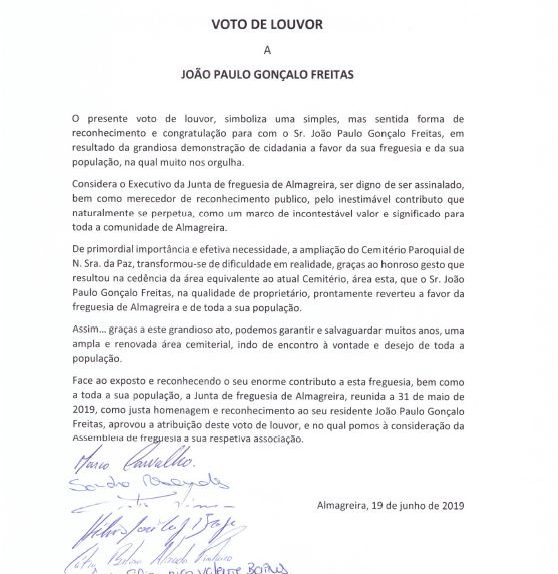 VOTO DE LOUVOR
A
JOÃO PAULO GONÇALO FREITAS
O presente voto de louvor, simboliza uma simples, mas sentida forma de
reconhecimento e congratulação para com o Sr. João Paulo Gonçalo Freitas, em
resultado da grandiosa demonstração de cidadania a favor da sua freguesia e da sua
população, na qual muito nos orgulha.
Considera o Executivo da Junta de freguesia de Almagreira, ser digno de ser assinalado,
bem como merecedor de reconhecimento publico, pelo inestimável contributo que
naturalmente se perpetua, como um marco de incontestável valor e significado para
toda a comunidade de Almagreira.
De primordial importância e efetiva necessidade, a ampliação do Cemitério Paroquial de
N. Sra. da Paz, transformou-se de dificuldade em realidade, graças ao honroso gesto que
resultou na cedência da área equivalente ao atual Cemitério, área esta, que o Sr. João
Paulo Gonçalo Freitas, na qualidade de proprietário, prontamente reverteu a favor da
freguesia de Almagreira e de toda a sua população.
Assim... graças a este grandioso ato, podemos garantir e salvaguardar muitos anos, uma
ampla e renovada área cemiterial, indo de encontro à vontade e desejo de toda a
população.
Face ao exposto e reconhecendo o seu enorme contributo a esta freguesia, bem como
a toda a sua população, a Junta de freguesia de Almagreira, reunida a 31 de maio de
2019, como justa homenagem e reconhecimento ao seu residente João Paulo Gonçalo
Freitas, aprovou a atribuição deste voto de louvor, e no qual pomos à consideração da
Assembleia de freguesia a sua respetiva associação.
Mario Carvalho.
Sandro
Almagreira, 19 de junho de 2019